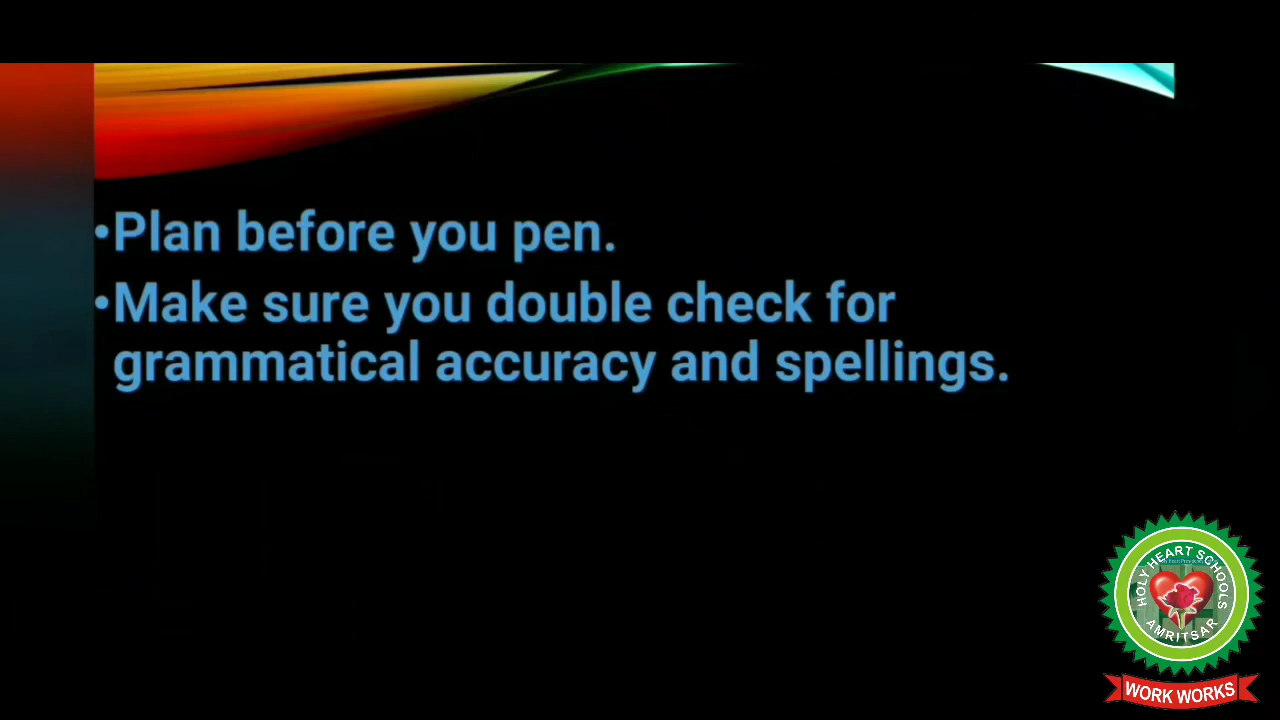 •Plan before you pen.
•Make sure you double check for
grammatical accuracy and spellings.
HOLY HEART SCHOOLS
AMRITSAR
WORK WORKS